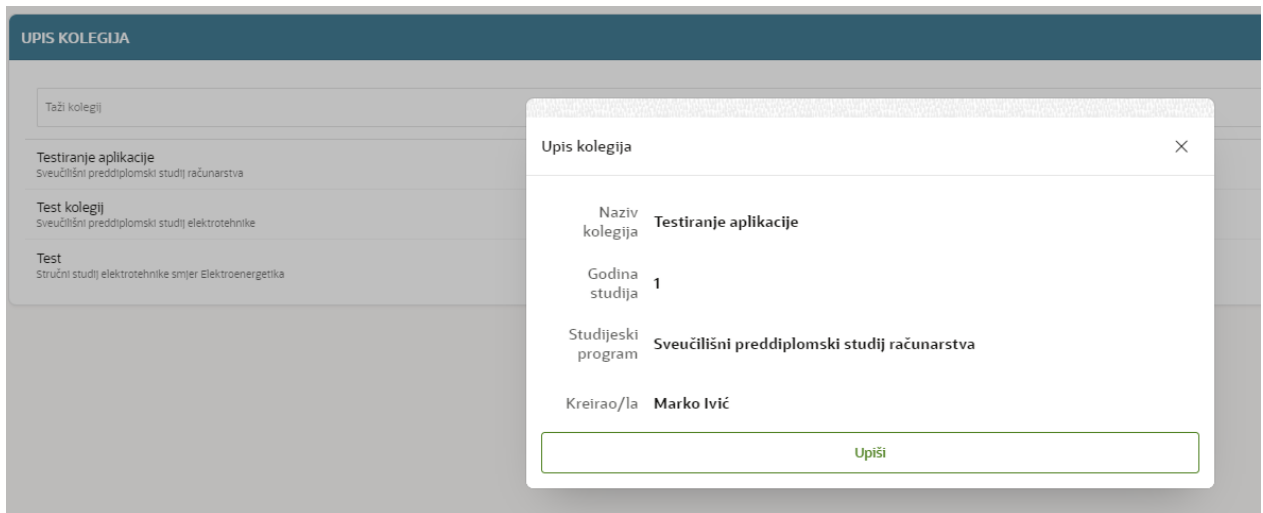 UPIS KOLEGIJA
Taži kolegij
Testiranje aplikacije
Sveučilišni preddiplomski studij računarstva
Test kolegij
Sveučilišni preddiplomski studij elektrotehnike
Test
Stručni studij elektrotehnike smjer Elektroenergetika
Upis kolegija
Naziv
kolegija
Testiranje aplikacije
Godina
studija
1
Studijeski
program
Sveučilišni preddiplomski studij računarstva
Kreirao/la
Marko Ivić
Upiši